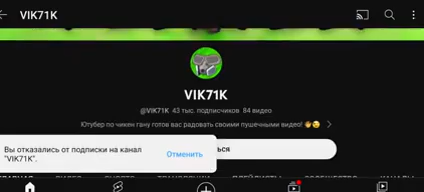 VIK71K
VIK71K
@VIK71K 43 тыс. подписчиков 84 видео
Ютубер по чикен гану готов вас радовать своими пушечными видео!
Вы отказались от подписки на канал
"VIK71K".
Отменить
ься